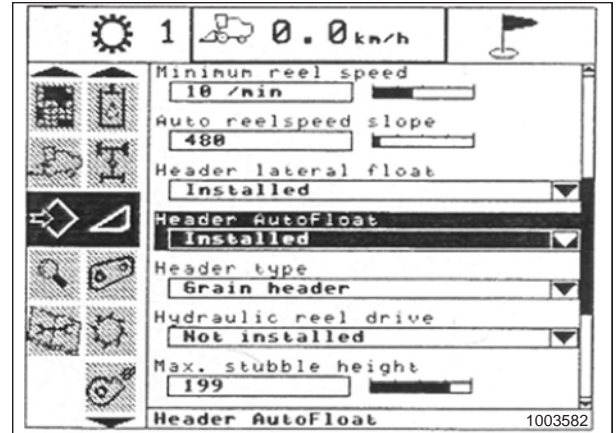 1 0.0km/h
Minimum reel speed
10 /min
Auto reelspeed slope
480
Header lateral float
Installed
Header AutoFloat
Installed
Header type
Grain header
Hydraulic reel drive
Not installed
Max. stubble height
199
Header AutoFloat
1003582